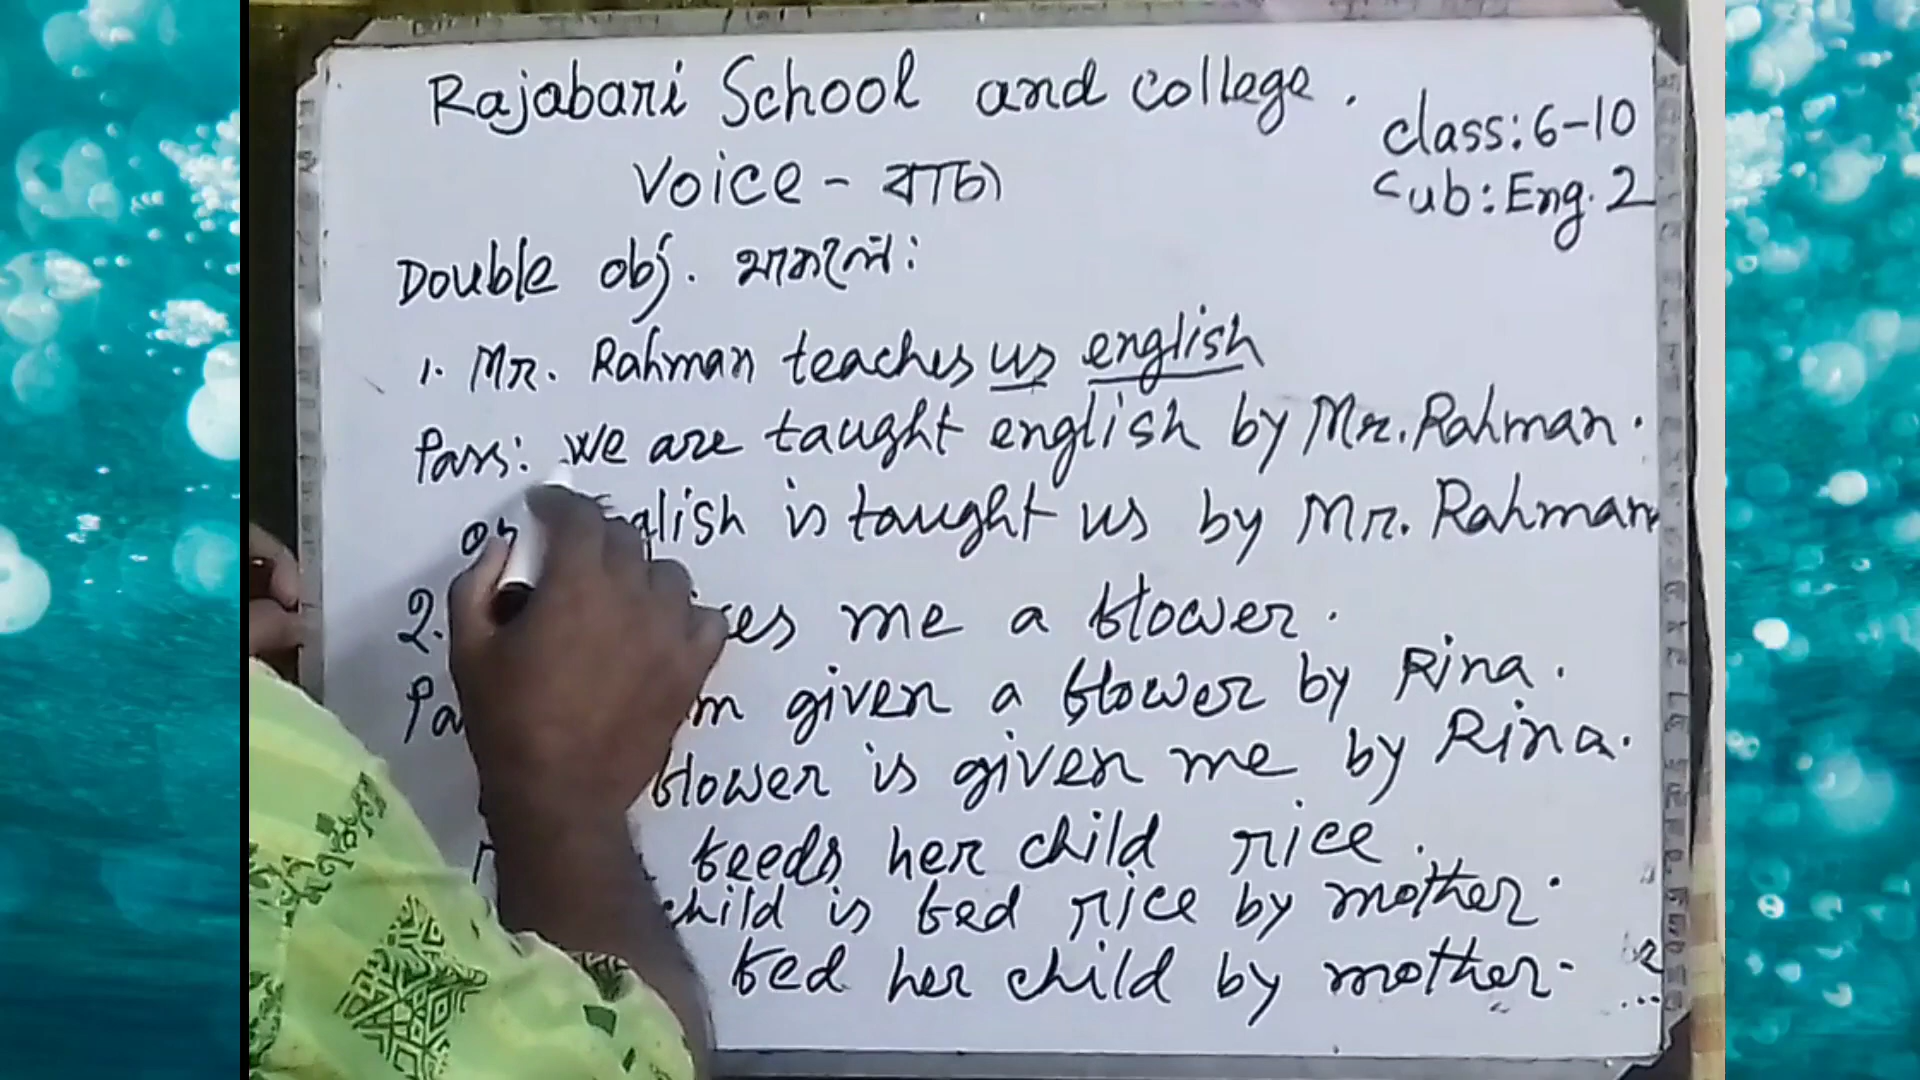 Rajabari School and college.
class: 6-10
Voice - বাচ্য
Sub: Eng. 2
Double obj. থাকলে:
1. Mr. Rahman teaches us english
Pass: We are taught english by Mr. Rahman.
is taught us by Mr. Rahman
2. me a flower.
given a flower by Rina.
flower is given me by Rina.
feeds her child rice.
child is fed rice by mother.
fed her child by mother.